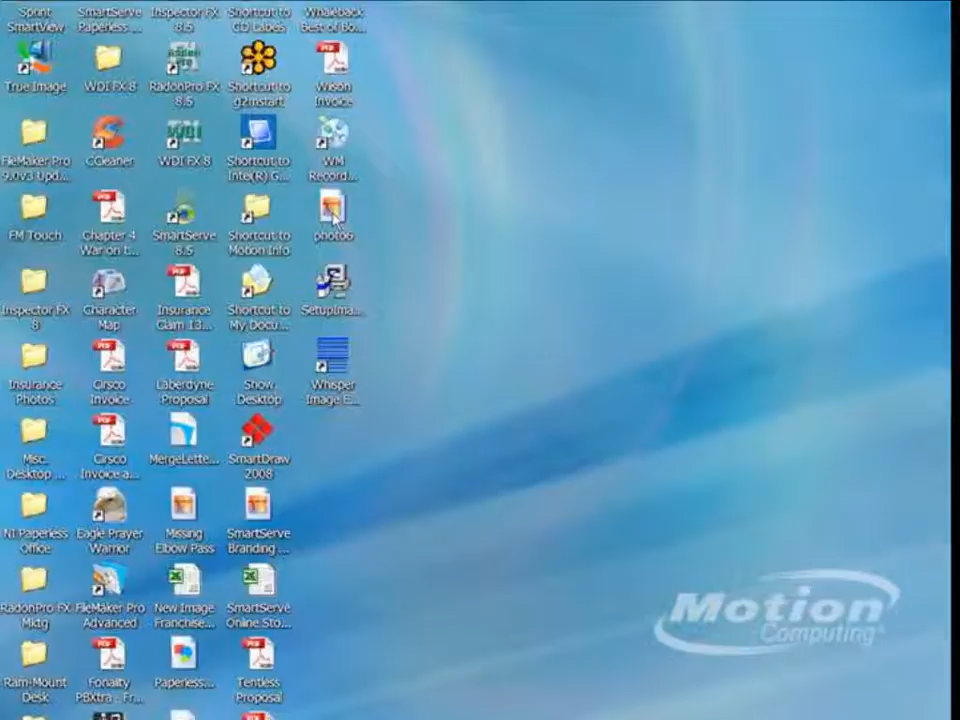 Sprint
SmartView
SmartServe
Paperless ...
Inspector FX
8.5
Shortcut to
CD Labels
Whaleback
Best of Bo...
True Image
WDI FX 8
RadonPro FX
8.5
Shortcut to
g2mstart
Wilson
Invoice
FileMaker Pro
9.0v3 Upd...
CCleaner
WDI FX 8
Shortcut to
Intel(R) G...
WM
Record...
FM Touch
Chapter 4
War on t...
SmartServe
8.5
Shortcut to
Motion Info
photo6
Inspector FX
8
Character
Map
Insurance
Claim 13...
Shortcut to
My Docu...
SetupIma...
Insurance
Photos
Cirsco
Invoice
Laberdyne
Proposal
Show
Desktop
Whisper
Image E...
Misc.
Desktop ...
Cirsco
Invoice a...
MergeLette...
SmartDraw
2008
NI Paperless
Office
Eagle Prayer
Warrior
Missing
Elbow Pass
SmartServe
Branding ...
RadonPro FX
Mktg
FileMaker Pro
Advanced
New Image
Franchise...
SmartServe
Online Sto...
Ram-Mount
Desk
Fonality
PBXtra - Fr...
Paperless...
Tentless
Proposal
Motion
Computing